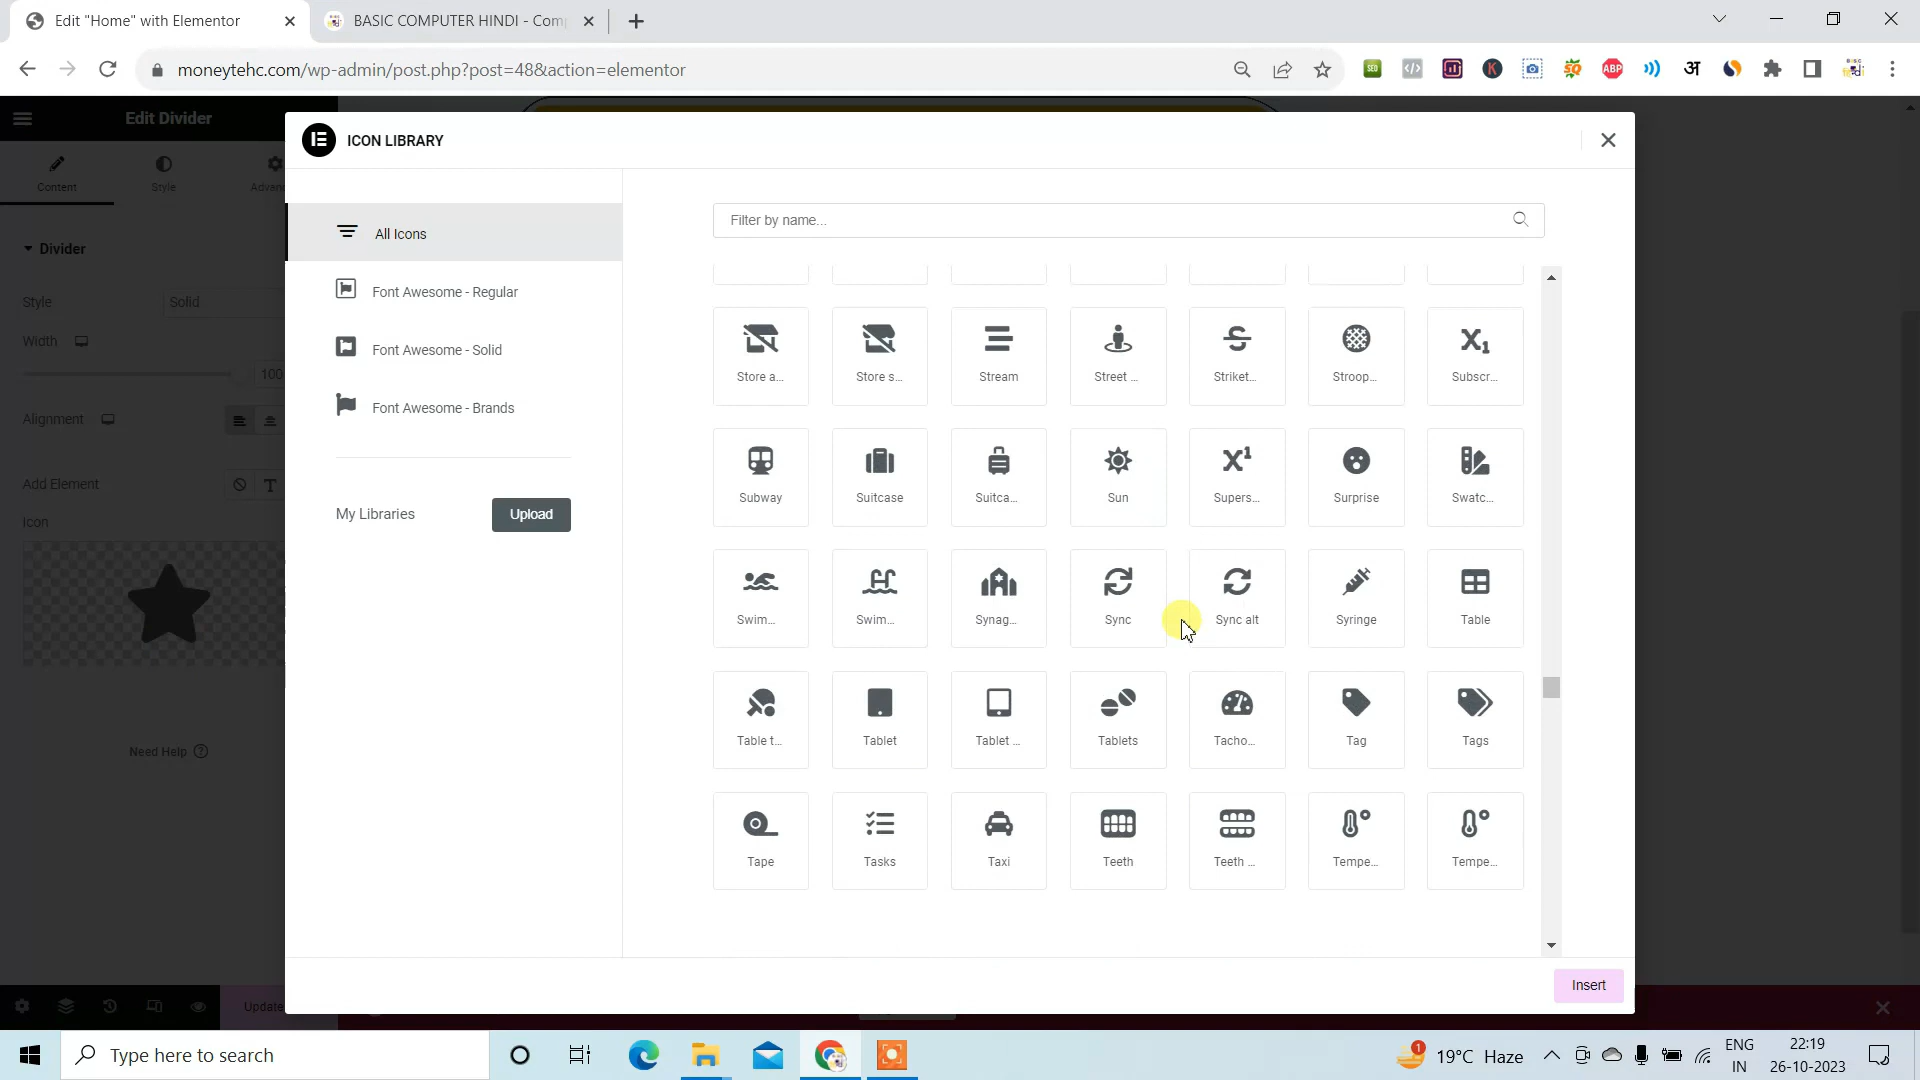 Edit "Home" with Elementor
BASIC COMPUTER HINDI - Com
moneytehc.com/wp-admin/post.php?post=48&action=elementor
SEO
K
SQ
ABP
अ
Edit Divider
Content
Style
Advan
Divider
Style
Solid
Width
100
Alignment
Add Element
Icon
Need Help
Update
ICON LIBRARY
All Icons
Font Awesome - Regular
Font Awesome - Solid
Font Awesome - Brands
My Libraries
Upload
Filter by name...
Store a...
Store s...
Stream
Street ...
Striket...
Stroop...
Subscr...
Subway
Suitcase
Suitca...
Sun
Supers...
Surprise
Swatc...
Swim...
Swim...
Synag...
Sync
Sync alt
Syringe
Table
Table t...
Tablet
Tablet ...
Tablets
Tacho...
Tag
Tags
Tape
Tasks
Taxi
Teeth
Teeth ...
Tempe...
Tempe...
Insert
Type here to search
1
19°C Haze
ENG
IN
22:19
26-10-2023